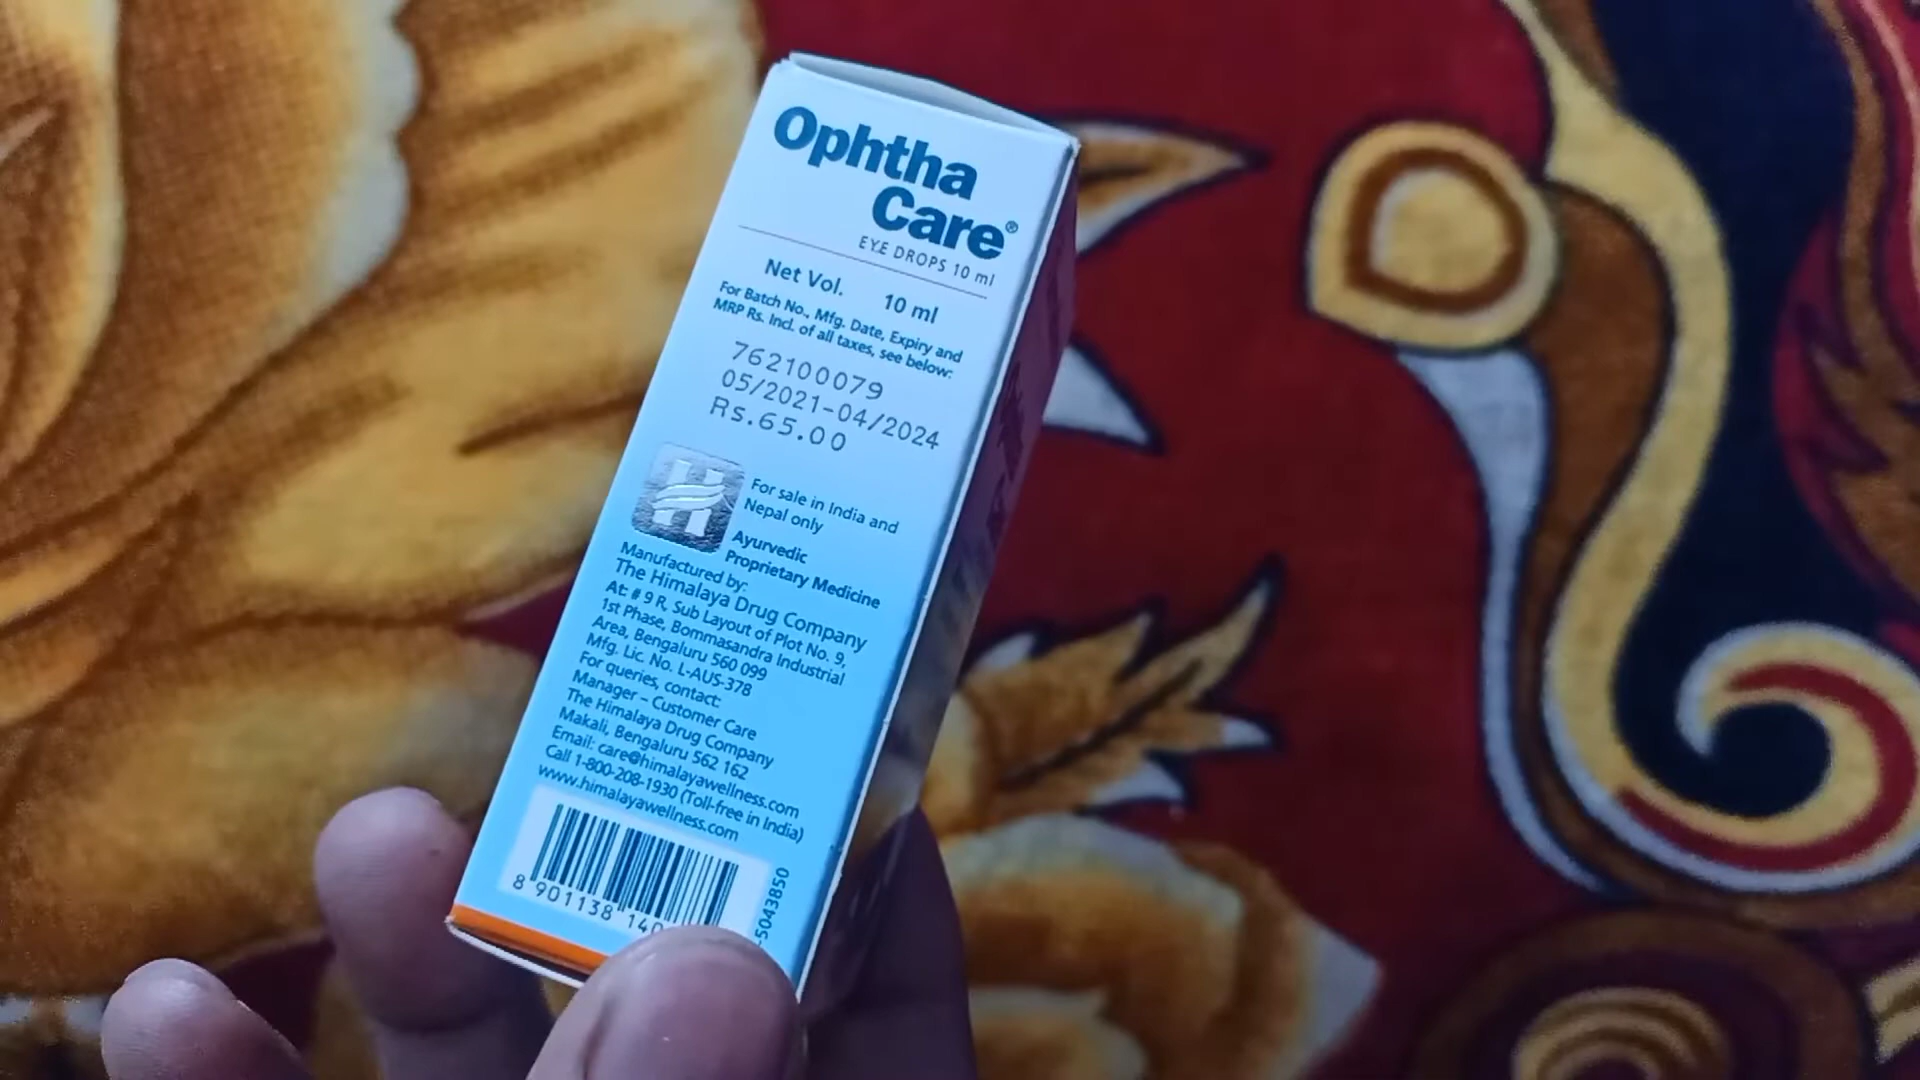 Ophtha
Care®
EYE DROPS 10 ml
Net Vol. 10 ml
For Batch No., Mfg. Date, Expiry and
MRP Rs. Incl. of all taxes, see below:
762100079
05/2021-04/2024
Rs.65.00
For sale in India and
Nepal only
Ayurvedic
Proprietary Medicine
Manufactured by:
The Himalaya Drug Company
At: # 9 R, Sub Layout of Plot No. 9,
1st Phase, Bommasandra Industrial
Area, Bengaluru 560 099
Mfg. Lic. No. L-AUS-378
For queries, contact:
Manager – Customer Care
The Himalaya Drug Company
Makali, Bengaluru 562 162
Email: care@himalayawellness.com
Call 1-800-208-1930 (Toll-free in India)
www.himalayawellness.com
8 901138 140
-5043850